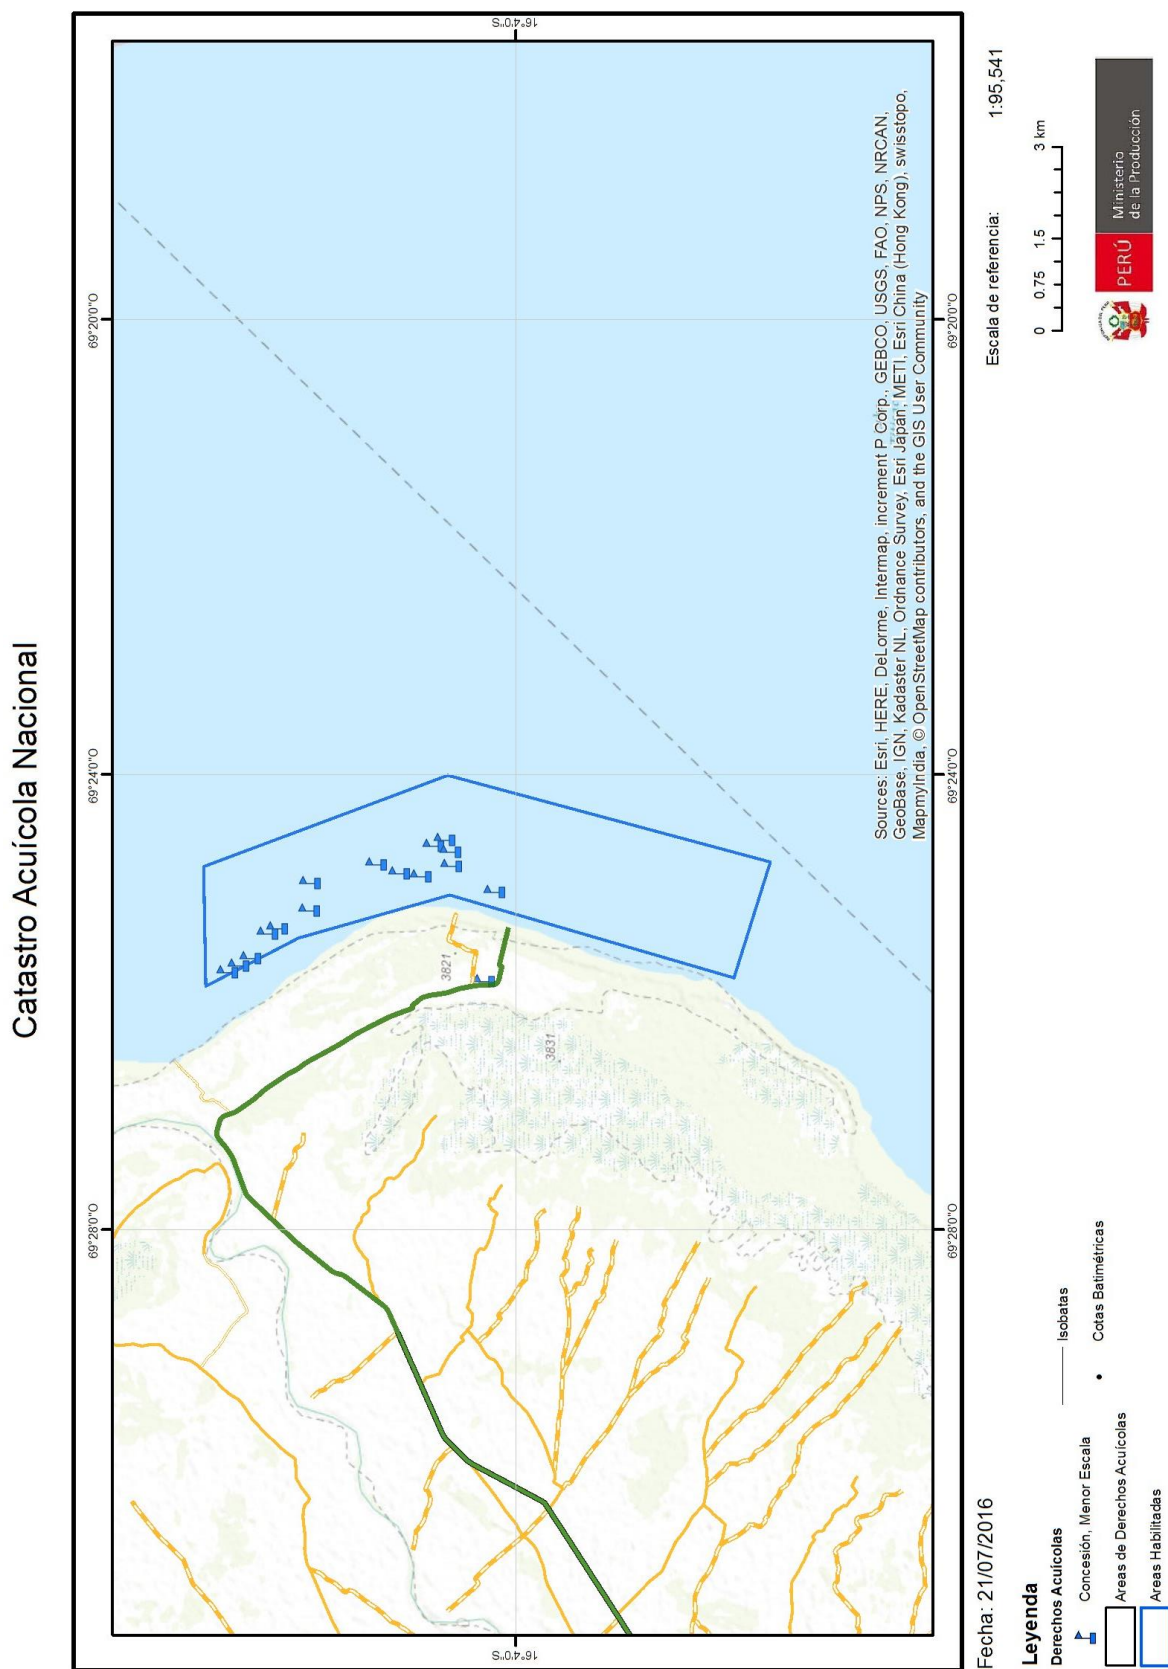 Catastro Acuícola Nacional
69°28'0"O
69°24'0"O
69°20'0"O
16°4'0"S
16°4'0"S
3821
3831
Sources: Esri, HERE, DeLorme, Intermap, increment P Corp., GEBCO, USGS, FAO, NPS, NRCAN,
GeoBase, IGN, Kadaster NL, Ordnance Survey, Esri Japan, METI, Esri China (Hong Kong), swisstopo,
MapmyIndia, © OpenStreetMap contributors, and the GIS User Community
69°28'0"O
69°24'0"O
69°20'0"O
Fecha: 21/07/2016
Escala de referencia:
1:95,541
Leyenda
Derechos Acuícolas
Concesión, Menor Escala
Areas de Derechos Acuícolas
Areas Habilitadas
Isobatas
Cotas Batimétricas
0 0.75 1.5 3 km
PERÚ
Ministerio
de la Producción